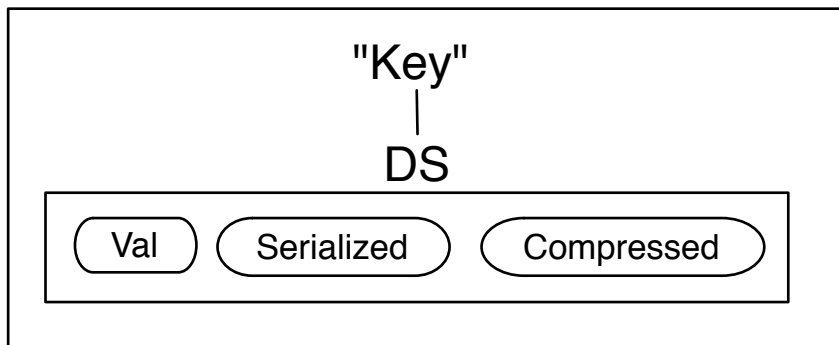 "Key"
DS
Val Serialized Compressed